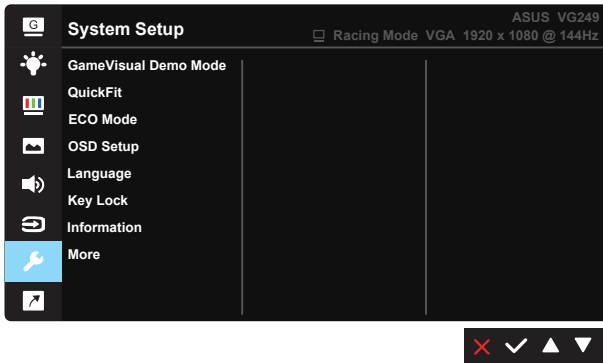 G
System Setup
ASUS VG249
Racing Mode VGA 1920 x 1080 @ 144Hz
GameVisual Demo Mode
QuickFit
ECO Mode
OSD Setup
Language
Key Lock
Information
More